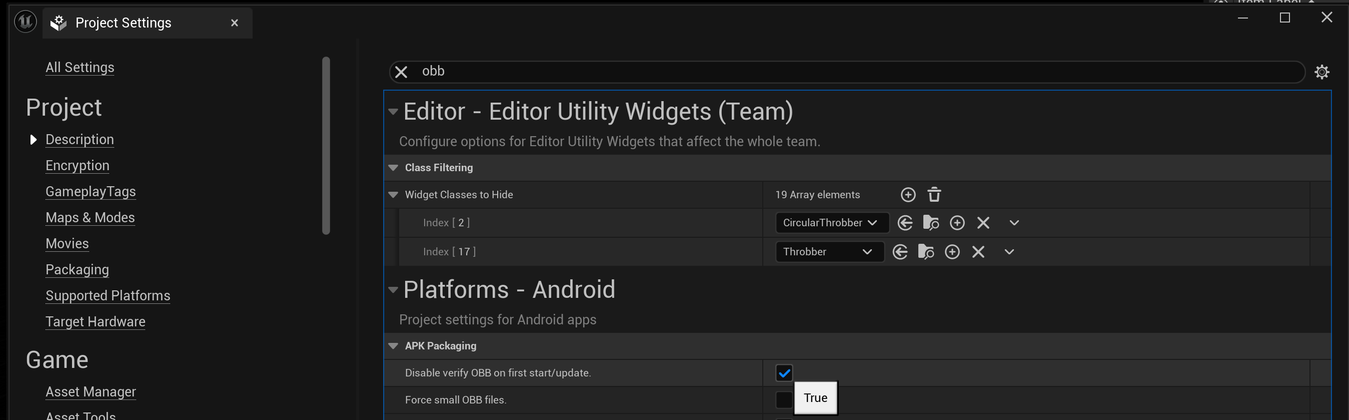 Project Settings
All Settings
Project
Description
Encryption
GameplayTags
Maps & Modes
Movies
Packaging
Supported Platforms
Target Hardware
Game
Asset Manager
Asset Tools
obb
Editor - Editor Utility Widgets (Team)
Configure options for Editor Utility Widgets that affect the whole team.
Class Filtering
Widget Classes to Hide 19 Array elements
Index [ 2 ] CircularThrobber
Index [ 17 ] Throbber
Platforms - Android
Project settings for Android apps
APK Packaging
Disable verify OBB on first start/update.
Force small OBB files.
True